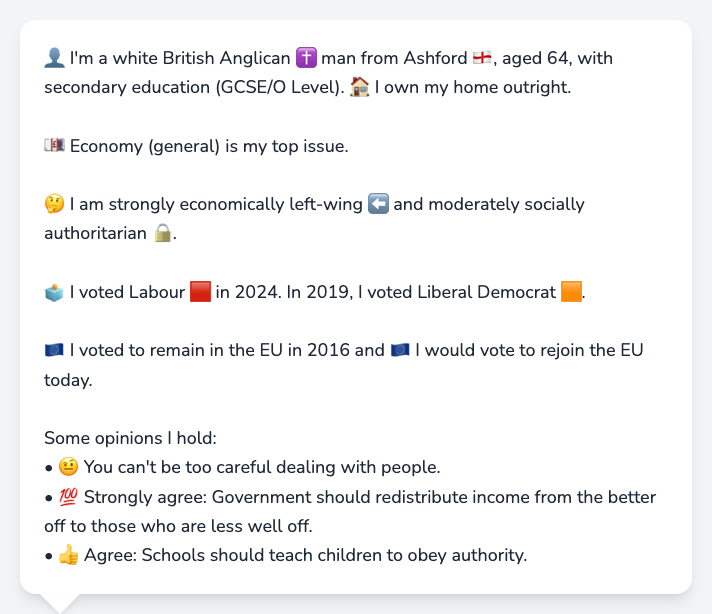 👤 I'm a white British Anglican ✝️ man from Ashford 🏴󠁧󠁢󠁥󠁮󠁧󠁿, aged 64, with
secondary education (GCSE/O Level). 🏠 I own my home outright.
💷 Economy (general) is my top issue.
🤔 I am strongly economically left-wing ⬅️ and moderately socially
authoritarian 🔒.
🗳️ I voted Labour 🟥 in 2024. In 2019, I voted Liberal Democrat 🟧.
🇪🇺 I voted to remain in the EU in 2016 and 🇪🇺 I would vote to rejoin the EU
today.
Some opinions I hold:
• 🤨 You can't be too careful dealing with people.
• 💯 Strongly agree: Government should redistribute income from the better
off to those who are less well off.
• 👍 Agree: Schools should teach children to obey authority.